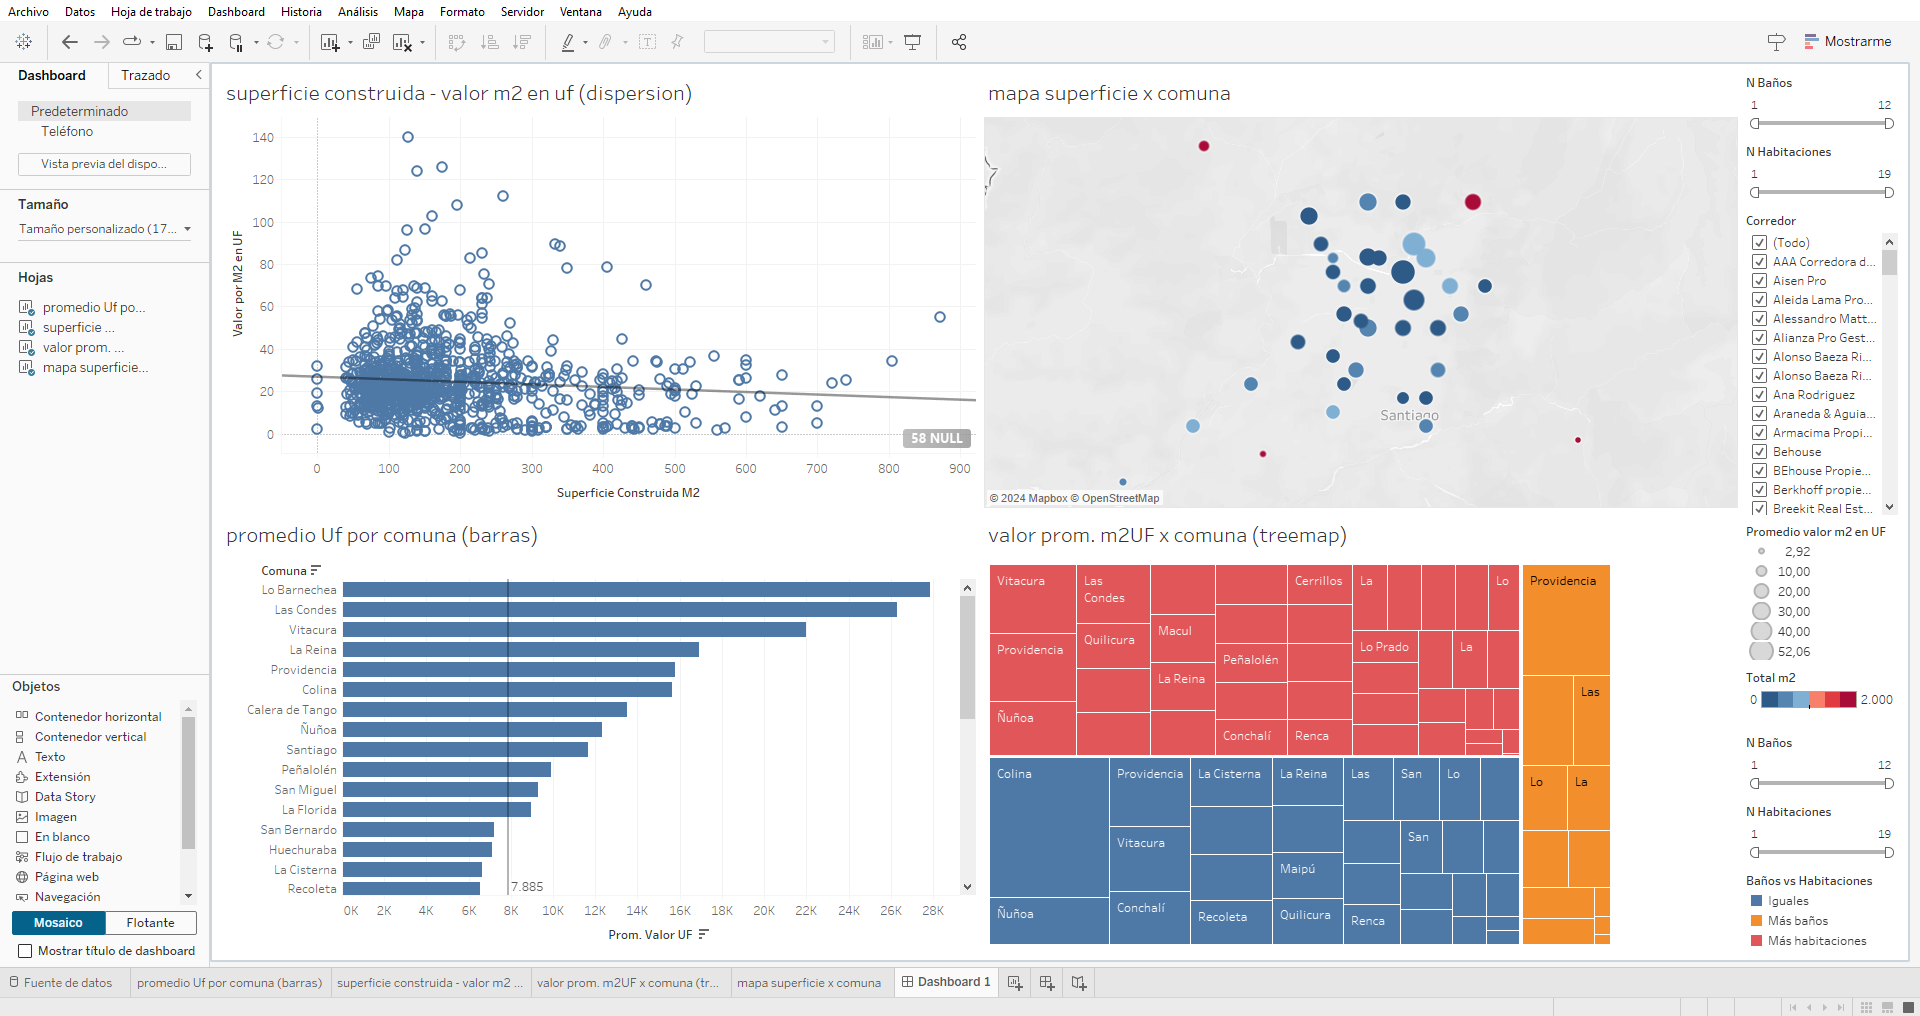 Archivo Datos Hoja de trabajo Dashboard Historia Análisis Mapa Formato Servidor Ventana Ayuda
Mostrarme
Dashboard Trazado
Predeterminado
Teléfono
Vista previa del dispo...
Tamaño
Tamaño personalizado (17...
Hojas
promedio Uf po...
superficie ...
valor prom. ...
mapa superficie...
Objetos
Contenedor horizontal
Contenedor vertical
Texto
Extensión
Data Story
Imagen
En blanco
Flujo de trabajo
Página web
Navegación
Mosaico Flotante
Mostrar título de dashboard
superficie construida - valor m2 en uf (dispersion)
Valor por M2 en UF
140
120
100
80
60
40
20
0
58 NULL
0 100 200 300 400 500 600 700 800 900
Superficie Construida M2
mapa superficie x comuna
Santiago
© 2024 Mapbox © OpenStreetMap
promedio Uf por comuna (barras)
Comuna
Lo Barnechea
Las Condes
Vitacura
La Reina
Providencia
Colina
Calera de Tango
Ñuñoa
Santiago
Peñalolén
San Miguel
La Florida
San Bernardo
Huechuraba
La Cisterna
Recoleta
7.885
0K 2K 4K 6K 8K 10K 12K 14K 16K 18K 20K 22K 24K 26K 28K
Prom. Valor UF
valor prom. m2UF x comuna (treemap)
Vitacura
Providencia
Ñuñoa
Las
Condes
Quilicura
Macul
La Reina
Peñalolén
Conchalí
Cerrillos
Renca
La
Lo Prado
Lo
La
Colina
Ñuñoa
Providencia
Vitacura
Conchalí
La Cisterna
Recoleta
La Reina
Maipú
Quilicura
Las
Renca
San
San
Lo
Providencia
Las
Lo
La
N Baños
1 12
N Habitaciones
1 19
Corredor
(Todo)
AAA Corredora d...
Aisen Pro
Aleida Lama Pro...
Alessandro Matt...
Alianza Pro Gest...
Alonso Baeza Ri...
Alonso Baeza Ri...
Ana Rodriguez
Araneda & Aguia...
Armacima Propi...
Behouse
BEhouse Propie...
Berkhoff propie...
Breekit Real Est...
Promedio valor m2 en UF
2,92
10,00
20,00
30,00
40,00
52,06
Total m2
0 2.000
N Baños
1 12
N Habitaciones
1 19
Baños vs Habitaciones
Iguales
Más baños
Más habitaciones
Fuente de datos promedio Uf por comuna (barras) superficie construida - valor m2 ... valor prom. m2UF x comuna (tr... mapa superficie x comuna Dashboard 1